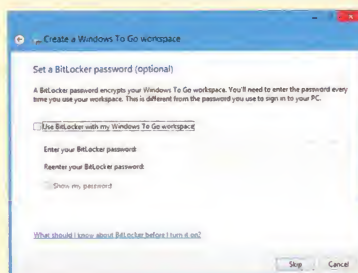 Create a Windows To Go workspace
Set a BitLocker password (optional)
A BitLocker password encrypts your Windows To Go workspace. You'll need to enter the password every
time you use your workspace. This is different from the password you use to sign in to your PC.
Use BitLocker with my Windows To Go workspace
Enter your BitLocker password:
Reenter your BitLocker password:
Show my password
What should I know about BitLocker before I turn it on?
Skip
Cancel